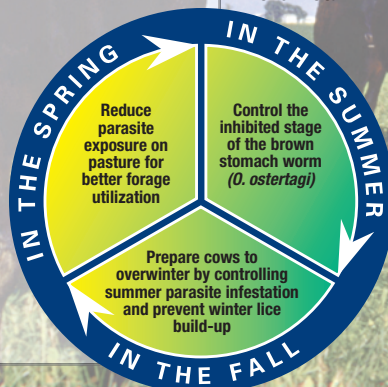 IN THE SPRING
Reduce
parasite
exposure on
pasture for
better forage
utilization
IN THE SUMMER
Control the
inhibited stage
of the brown
stomach worm
(O. ostertagi)
Prepare cows to
overwinter by controlling
summer parasite infestation
and prevent winter lice
build-up
IN THE FALL